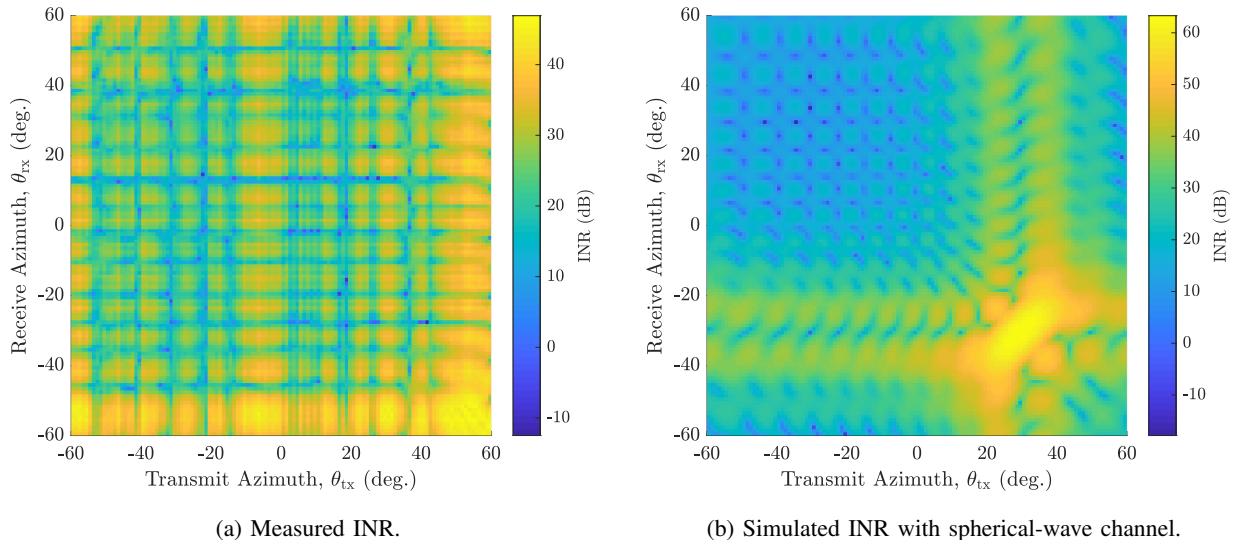 60
40
20
0
-20
-40
-60
Receive Azimuth, θrx (deg.)
-60 -40 -20 0 20 40 60
Transmit Azimuth, θtx (deg.)
40
30
20
10
0
-10
INR (dB)
(a) Measured INR.
60
40
20
0
-20
-40
-60
Receive Azimuth, θrx (deg.)
-60 -40 -20 0 20 40 60
Transmit Azimuth, θtx (deg.)
60
50
40
30
20
10
0
-10
INR (dB)
(b) Simulated INR with spherical-wave channel.